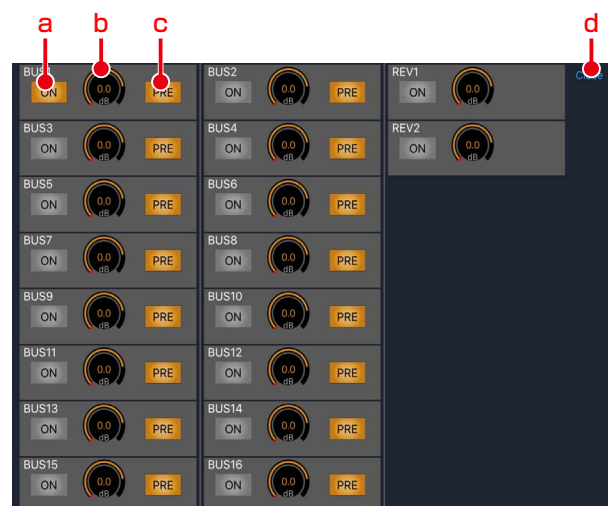 a b c d
BUS1 BUS2 REV1 Close
ON 0.0 dB PRE ON 0.0 dB PRE ON 0.0 dB
BUS3 BUS4 REV2
ON 0.0 dB PRE ON 0.0 dB PRE ON 0.0 dB
BUS5 BUS6
ON 0.0 dB PRE ON 0.0 dB PRE
BUS7 BUS8
ON 0.0 dB PRE ON 0.0 dB PRE
BUS9 BUS10
ON 0.0 dB PRE ON 0.0 dB PRE
BUS11 BUS12
ON 0.0 dB PRE ON 0.0 dB PRE
BUS13 BUS14
ON 0.0 dB PRE ON 0.0 dB PRE
BUS15 BUS16
ON 0.0 dB PRE ON 0.0 dB PRE